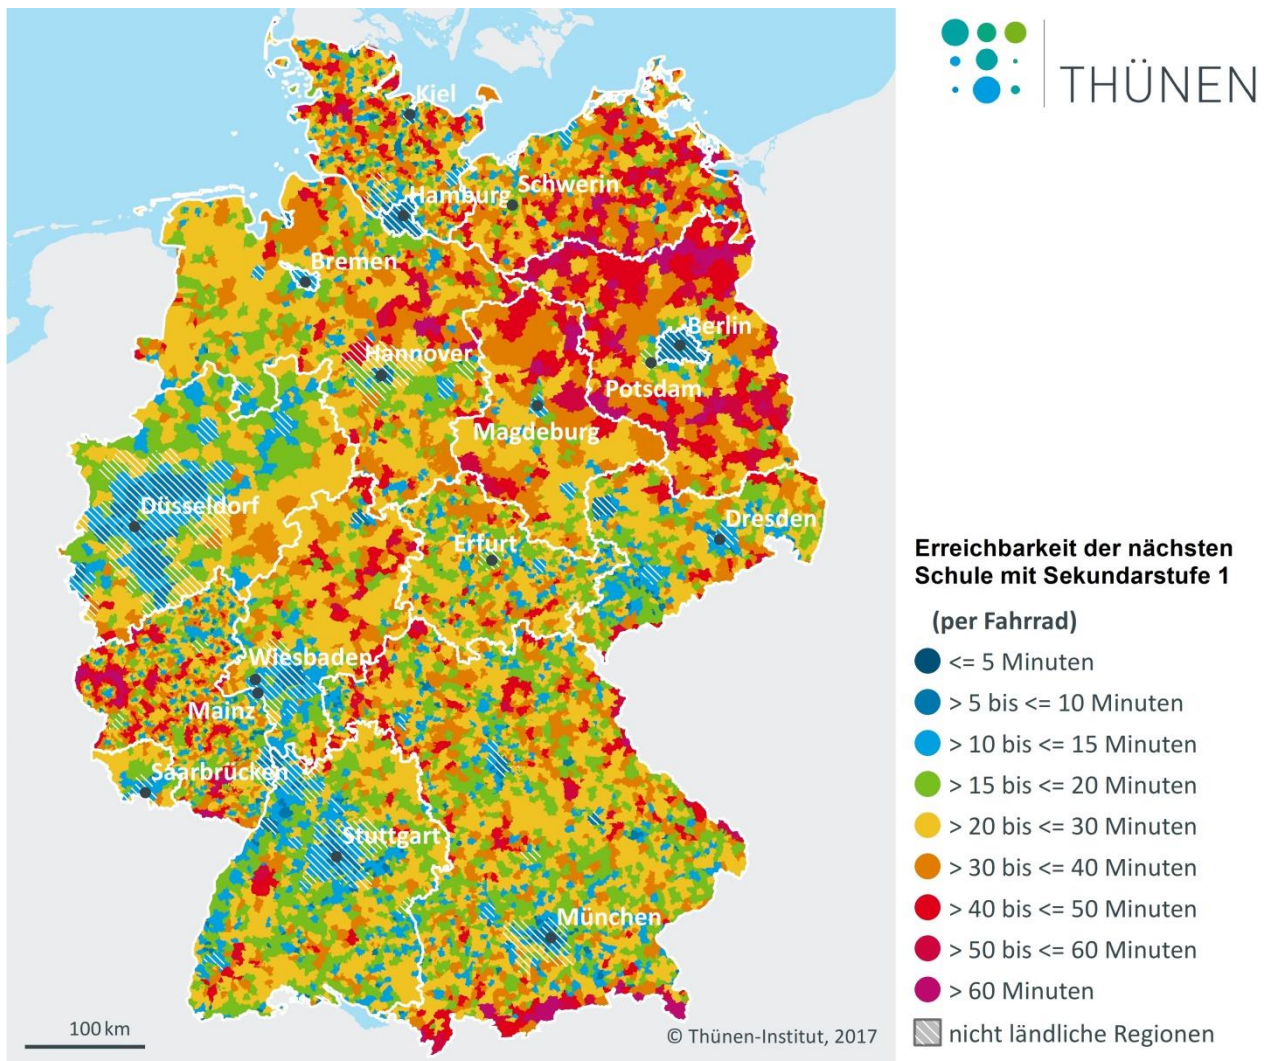 THÜNEN
Kiel
Hamburg
Schwerin
Bremen
Berlin
Hannover
Potsdam
Magdeburg
Düsseldorf
Dresden
Erfurt
Wiesbaden
Mainz
Saarbrücken
Stuttgart
München
100 km
© Thünen-Institut, 2017
Erreichbarkeit der nächsten
Schule mit Sekundarstufe 1
(per Fahrrad)
<= 5 Minuten
> 5 bis <= 10 Minuten
> 10 bis <= 15 Minuten
> 15 bis <= 20 Minuten
> 20 bis <= 30 Minuten
> 30 bis <= 40 Minuten
> 40 bis <= 50 Minuten
> 50 bis <= 60 Minuten
> 60 Minuten
nicht ländliche Regionen